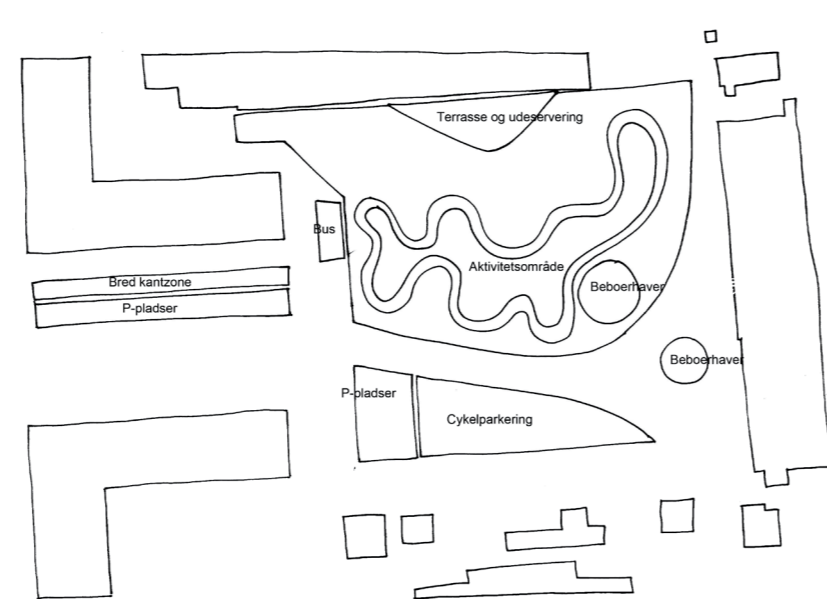 Terrasse og udeservering
Bus
Aktivitetsområde
Bred kantzone
Beboerhaver
P-pladser
Beboerhaver
P-pladser
Cykelparkering